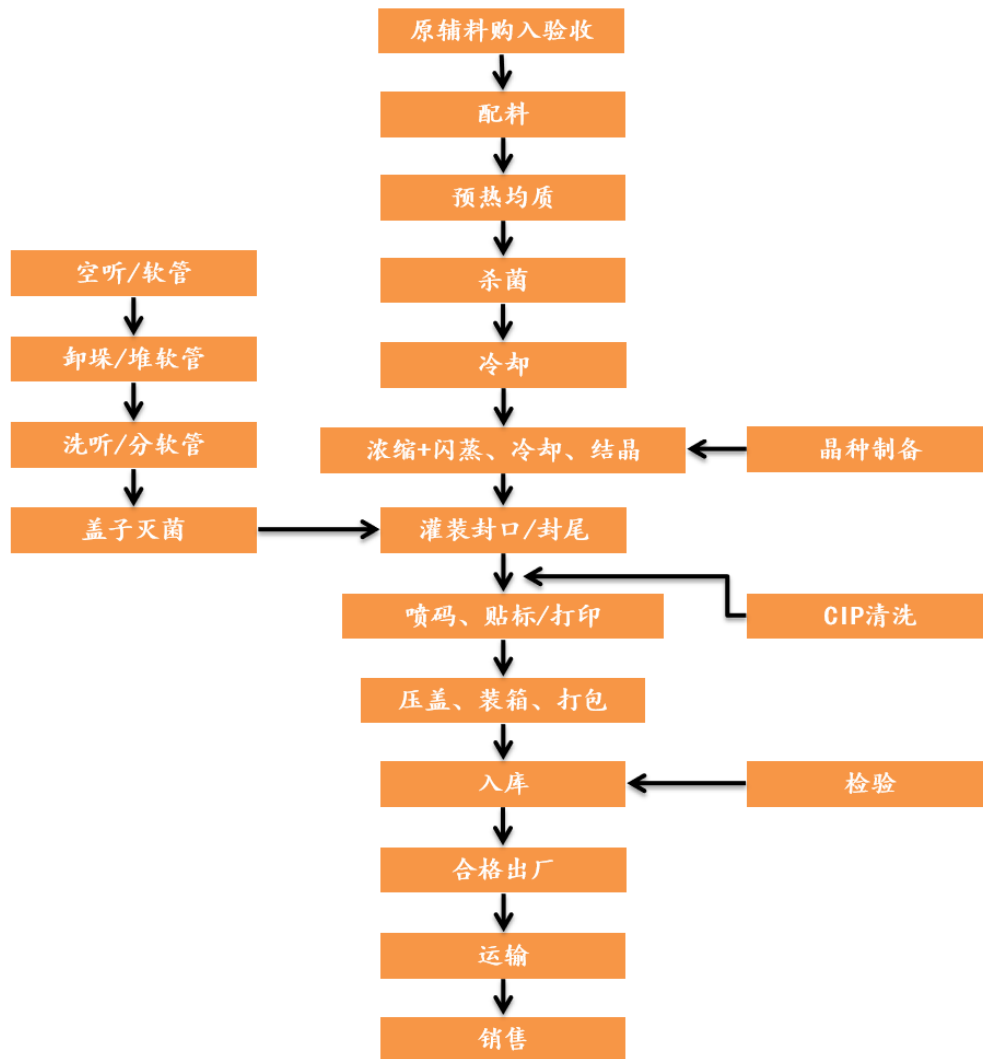 原辅料购入验收
配料
预热均质
杀菌
冷却
浓缩+闪蒸、冷却、结晶
灌装封口/封尾
喷码、贴标/打印
压盖、装箱、打包
入库
合格出厂
运输
销售
空听/软管
卸垛/堆软管
洗听/分软管
盖子灭菌
晶种制备
CIP清洗
检验